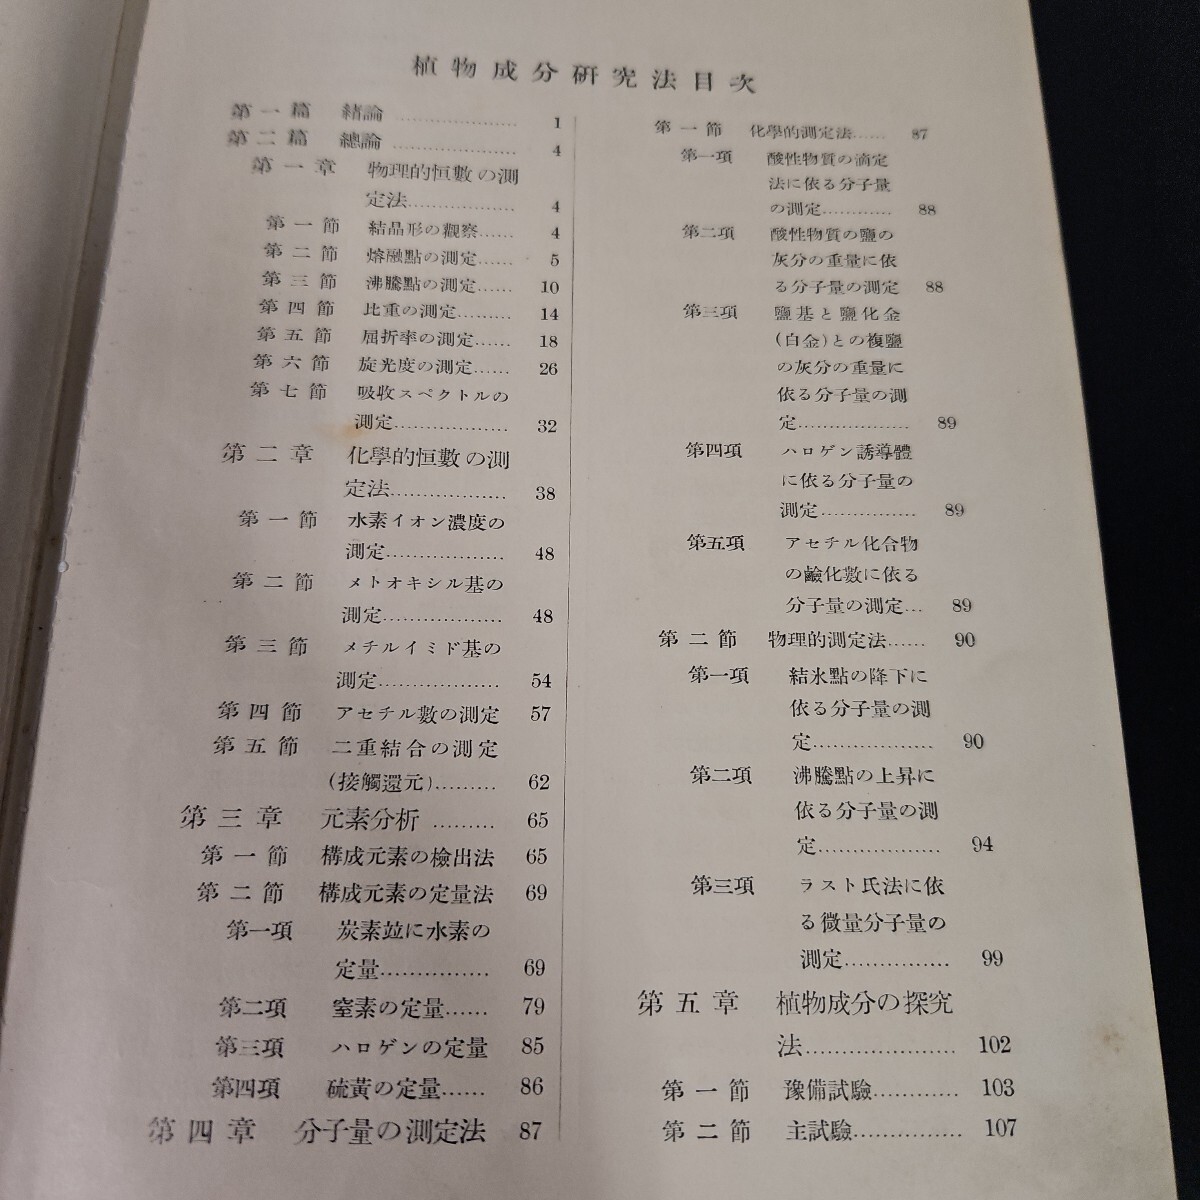 植物成分研究法目次
第一篇 緖論 ............... 1
第二篇 總論 ............... 4
第一章 物理的恒數の測
定法.................. 4
第一節 結晶形の觀察...... 4
第二節 熔融點の測定...... 5
第三節 沸騰點の測定...... 10
第四節 比重の測定......... 14
第五節 屈折率の測定...... 18
第六節 旋光度の測定...... 26
第七節 吸收スペクトルの
測定.................. 32
第二章 化學的恒數の測
定法.................. 38
第一節 水素イオン濃度の
測定.................. 48
第二節 メトオキシル基の
測定.................. 48
第三節 メチルイミド基の
測定.................. 54
第四節 アセチル數の測定 57
第五節 二重結合の測定
(接觸還元)......... 62
第三章 元素分析 ......... 65
第一節 構成元素の檢出法 65
第二節 構成元素の定量法 69
第一項 炭素竝に水素の
定量............... 69
第二項 窒素の定量...... 79
第三項 ハロゲンの定量 85
第四項 硫黃の定量...... 86
第四章 分子量の測定法 87
第一節 化學的測定法...... 87
第一項 酸性物質の滴定
法に依る分子量
の測定............ 88
第二項 酸性物質の鹽の
灰分の重量に依
る分子量の測定 88
第三項 鹽基と鹽化金
(白金)との複鹽
の灰分の重量に
依る分子量の測
定.................. 89
第四項 ハロゲン誘導體
に依る分子量の
測定............... 89
第五項 アセチル化合物
の鹼化數に依る
分子量の測定... 89
第二節 物理的測定法...... 90
第一項 結氷點の降下に
依る分子量の測
定.................. 90
第二項 沸騰點の上昇に
依る分子量の測
定.................. 94
第三項 ラスト氏法に依
る微量分子量の
測定............... 99
第五章 植物成分の探究
法..................... 102
第一節 豫備試驗............ 103
第二節 主試驗............... 107